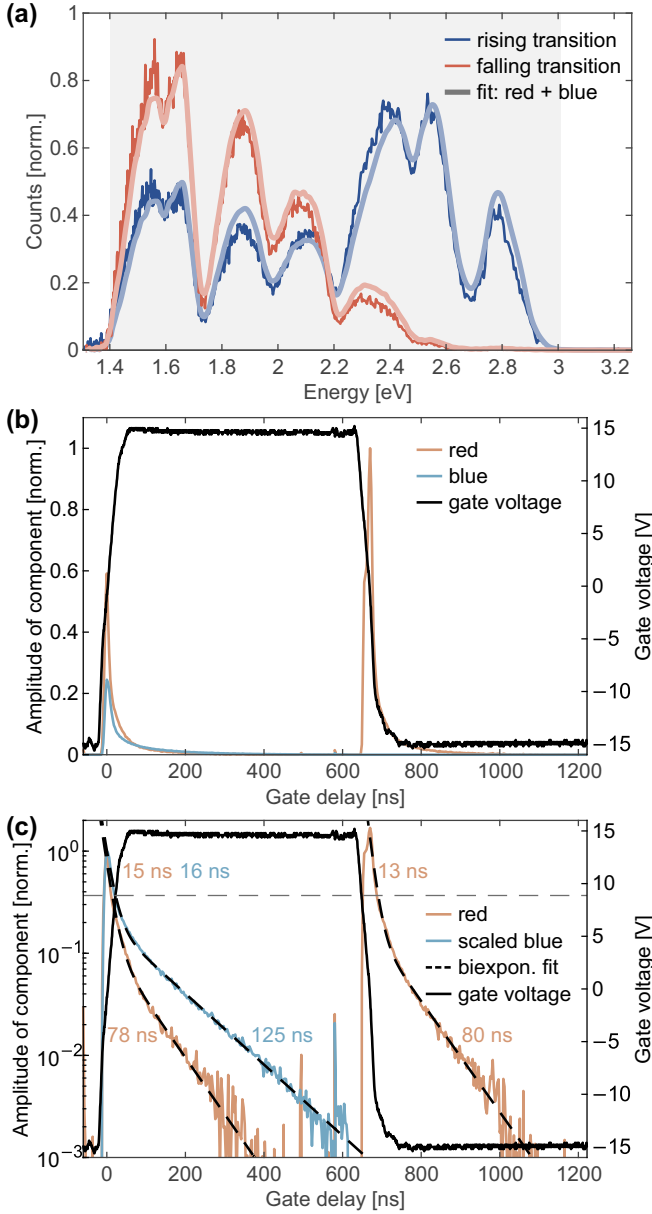 (a)
rising transition
falling transition
fit: red + blue
Counts [norm.]
1
0.8
0.6
0.4
0.2
0
1.4 1.6 1.8 2 2.2 2.4 2.6 2.8 3 3.2
Energy [eV]
(b)
red
blue
gate voltage
Amplitude of component [norm.]
1
0.8
0.6
0.4
0.2
0
15
10
5
0
−5
−10
−15
Gate voltage [V]
0 200 400 600 800 1000 1200
Gate delay [ns]
(c)
15 ns 16 ns 13 ns
red
scaled blue
biexpon. fit
gate voltage
78 ns 125 ns 80 ns
Amplitude of component [norm.]
10⁰
10⁻¹
10⁻²
10⁻³
15
10
5
0
−5
−10
−15
Gate voltage [V]
0 200 400 600 800 1000 1200
Gate delay [ns]